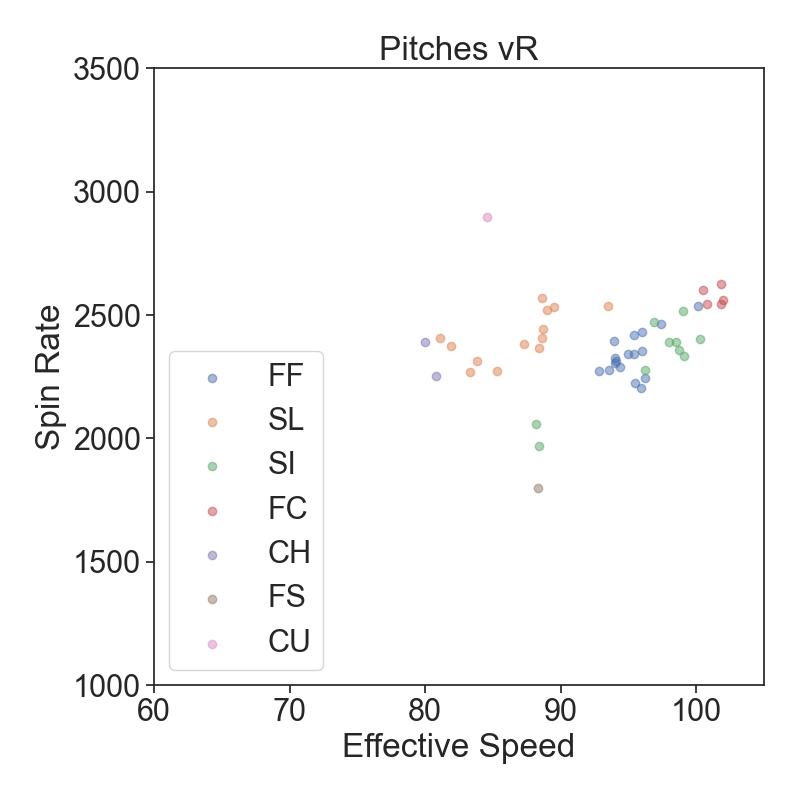 Pitches vR
3500
3000
2500
2000
1500
1000
Spin Rate
FF
SL
SI
FC
CH
FS
CU
60 70 80 90 100
Effective Speed